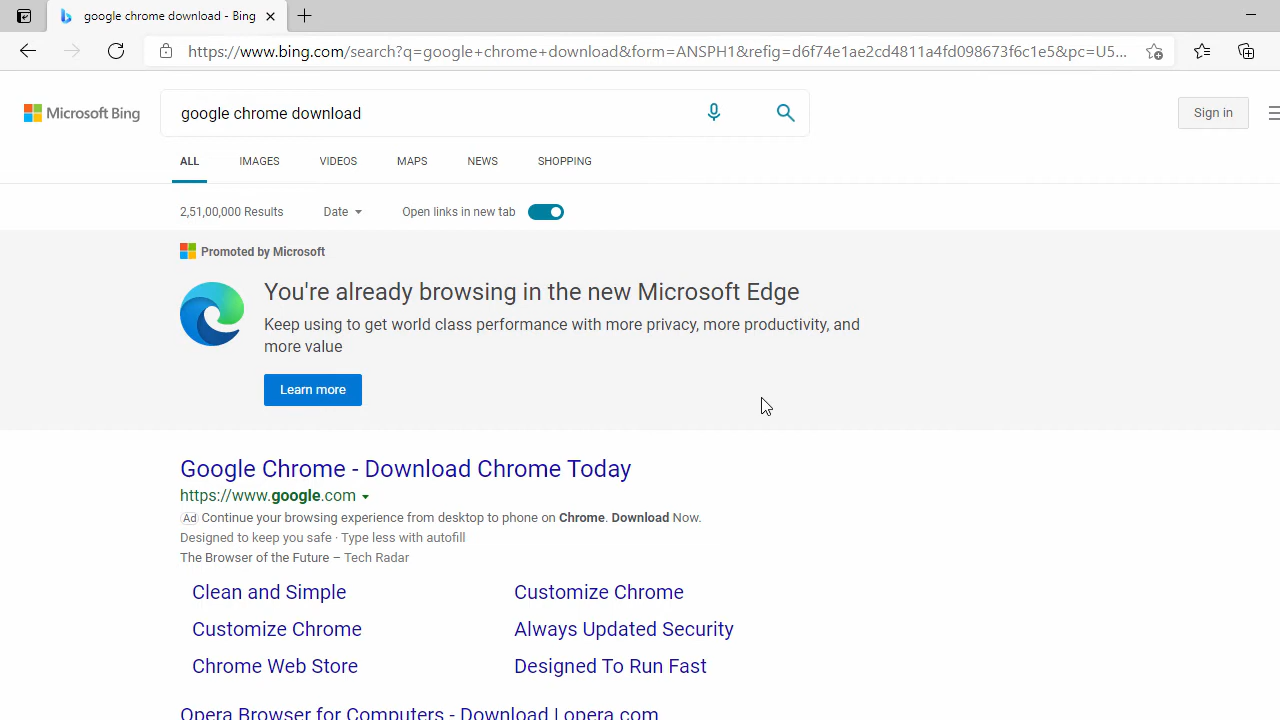 google chrome download - Bing
https://www.bing.com/search?q=google+chrome+download&form=ANSPH1&refig=d6f74e1ae2cd4811a4fd098673f6c1e5&pc=U5...
Microsoft Bing
google chrome download
Sign in
ALL IMAGES VIDEOS MAPS NEWS SHOPPING
2,51,00,000 Results Date Open links in new tab
Promoted by Microsoft
You're already browsing in the new Microsoft Edge
Keep using to get world class performance with more privacy, more productivity, and
more value
Learn more
Google Chrome - Download Chrome Today
https://www.google.com
Ad Continue your browsing experience from desktop to phone on Chrome. Download Now.
Designed to keep you safe · Type less with autofill
The Browser of the Future – Tech Radar
Clean and Simple Customize Chrome
Customize Chrome Always Updated Security
Chrome Web Store Designed To Run Fast
Opera Browser for Computers - Download | opera.com